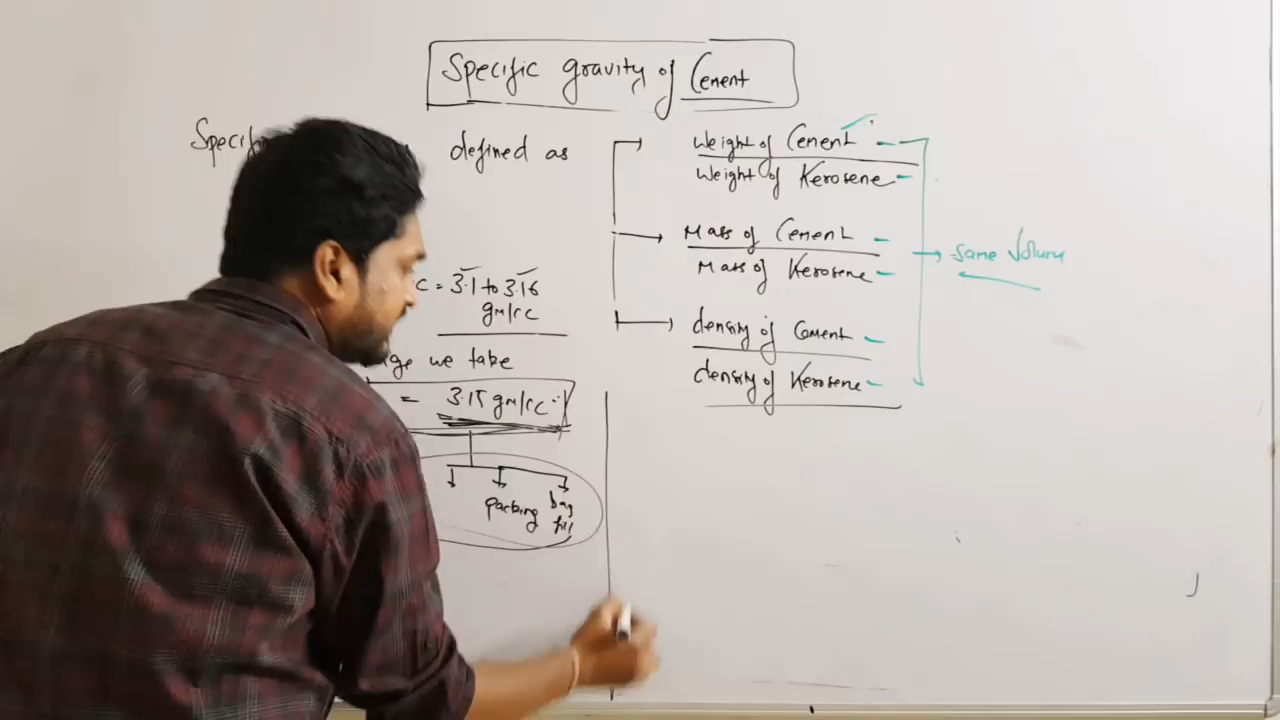 Specific gravity of Cement
defined as
C = 3.1 to 3.16
gm/cc
we take
= 3.15 gm/cc
packing bag
fill
Weight of Cement
Weight of Kerosene
Mass of Cement
Mass of Kerosene
density of Cement
density of Kerosene
same Volume